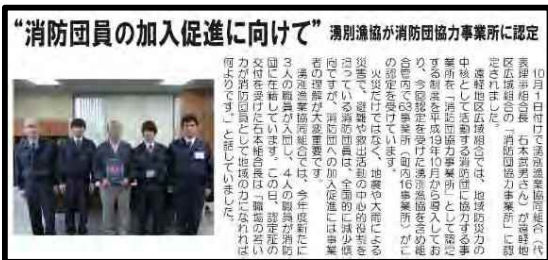 “消防団員の加入促進に向けて” 湧別漁協が消防団協力事業所に認定
10月1日付けで湧別漁業協同組合（代
表理事組合長 石本武男さん）が遠軽地
区広域組合の「消防団協力事業所」に認
定されました。
遠軽地区広域組合では、地域防災力の
中核として活動する消防団に協力する事
業所を「消防団協力事業所」として認定
する制度を平成19年10月から導入してお
り、今回認定を受けた湧別漁協を含め組
合管内で63事業所（町内16事業所）がこ
の認定を受けています。
火災だけではなく、地震や大雨による
災害で、避難や救出活動の中心的役割を
担っている消防団員は、全国的に減少傾
向ですが、消防団への加入促進には事業
者の理解が大変重要です。
湧別漁業協同組合では、今年度新たに
3人の職員が入団し、4人の職員が消防
団に在籍しています。この日、認定証の
交付を受けた石本組合長は「職場の若い
力が消防団員として地域の力になれれば
何よりです。」と話していました。